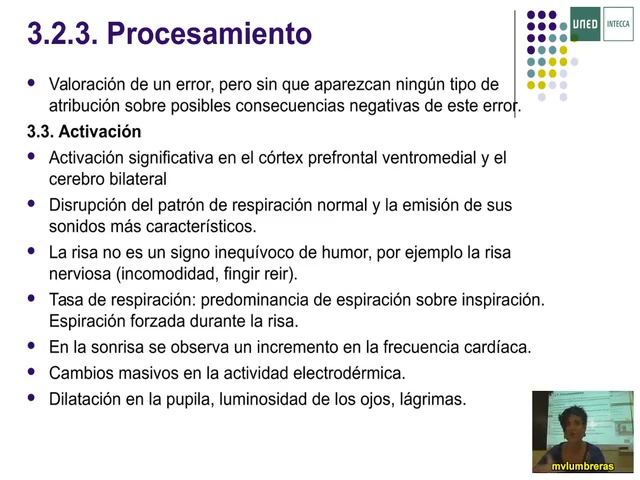 3.2.3. Procesamiento
UNED INTECCA
• Valoración de un error, pero sin que aparezcan ningún tipo de
atribución sobre posibles consecuencias negativas de este error.
3.3. Activación
• Activación significativa en el córtex prefrontal ventromedial y el
cerebro bilateral
• Disrupción del patrón de respiración normal y la emisión de sus
sonidos más característicos.
• La risa no es un signo inequívoco de humor, por ejemplo la risa
nerviosa (incomodidad, fingir reir).
• Tasa de respiración: predominancia de espiración sobre inspiración.
Espiración forzada durante la risa.
• En la sonrisa se observa un incremento en la frecuencia cardíaca.
• Cambios masivos en la actividad electrodérmica.
• Dilatación en la pupila, luminosidad de los ojos, lágrimas.
mvlumbreras